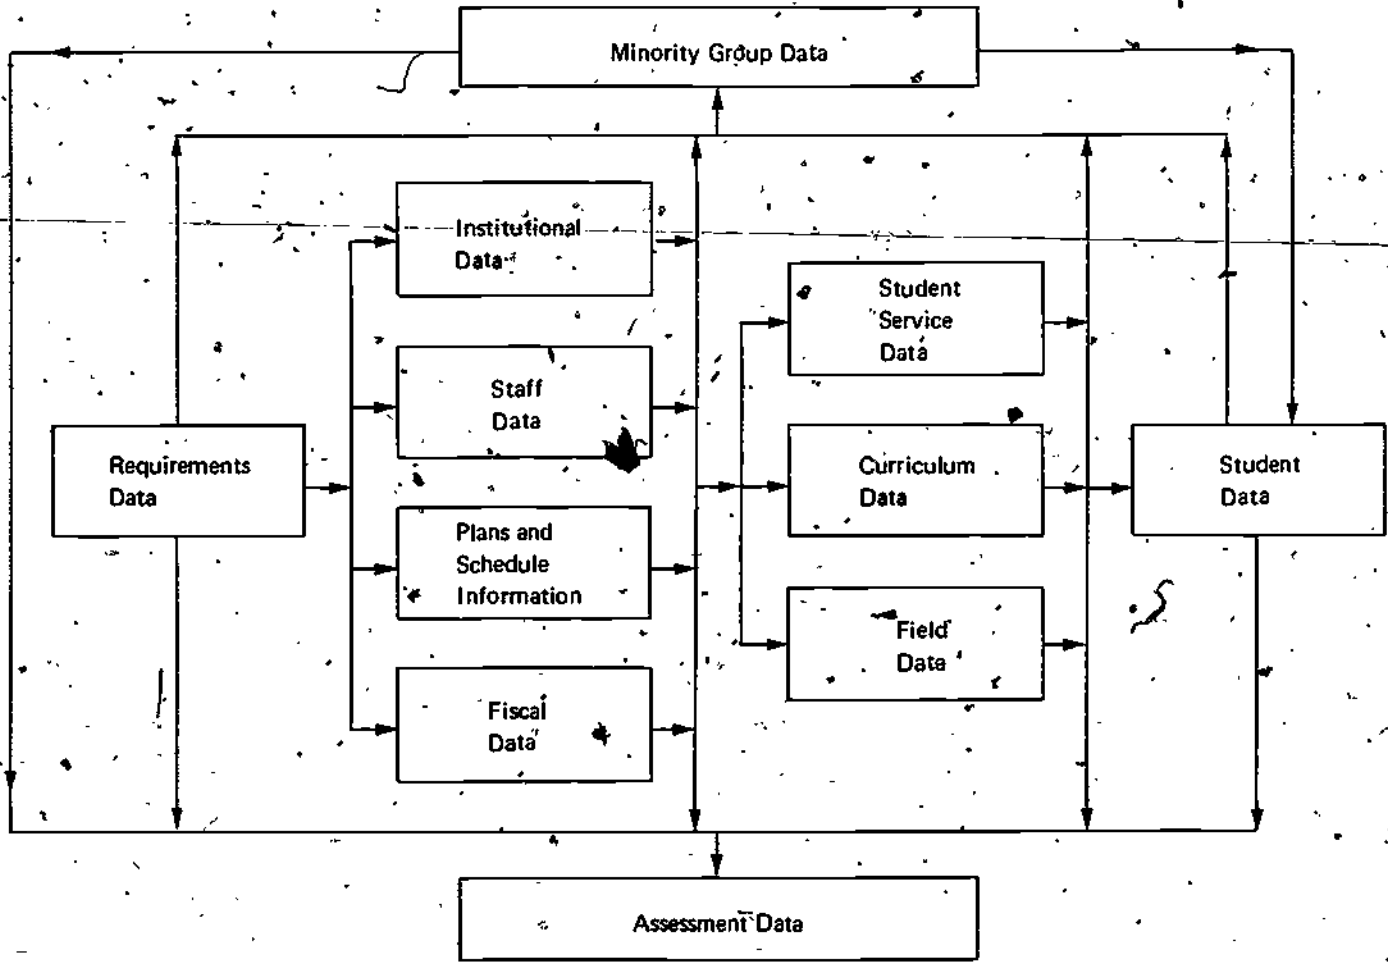 Minority Group Data
Institutional
Data
Staff
Data
Requirements
Data
Plans and
Schedule
Information
Fiscal
Data
Student
Service
Data
Curriculum
Data
Field
Data
Student
Data
Assessment Data